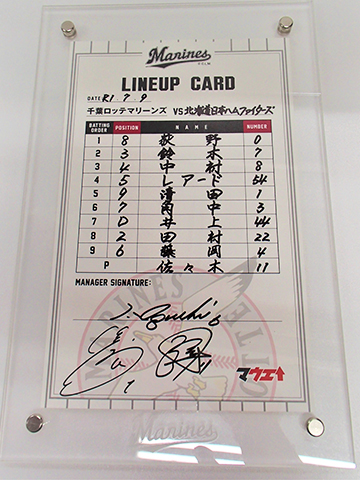 Marines
LINEUP CARD
DATE R1.7.9
千葉ロッテマリーンズ VS 北海道日本ハムファイターズ
BATTING ORDER POSITION NAME NUMBER
1 8 荻野 0
2 3 鈴木 7
3 4 中村 8
4 5 レアード 54
5 9 清田 1
6 7 角中 3
7 D 井上 44
8 2 田村 22
9 6 藤岡 4
P 佐々木 11
MANAGER SIGNATURE:
マウエ↑
Marines